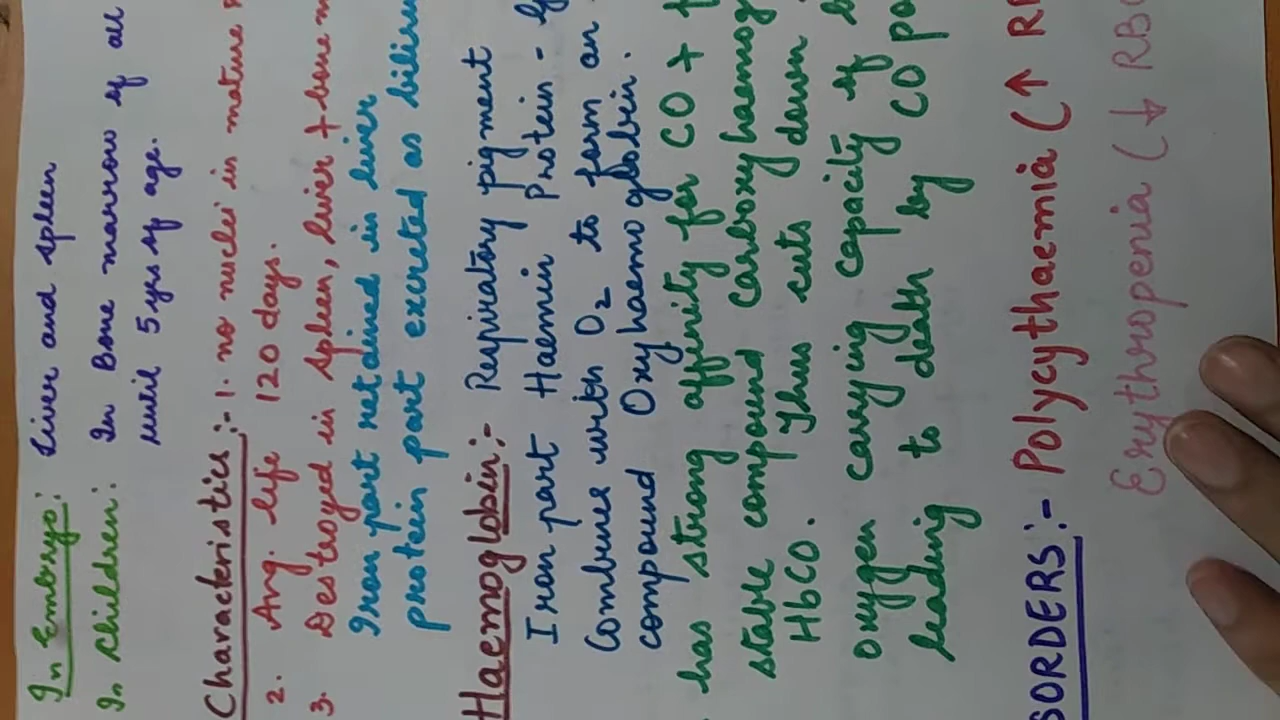 In Embryo: Liver and spleen
In Children: In Bone marrow of all
until 5 yrs of age.
Characteristics:- 1. no nuclei in mature
2. Avg. life 120 days.
3. Destroyed in spleen, liver + bone
Iron part retained in liver
protein part excreted as
Haemoglobin:- Respiratory pigment
Iron part Haemin Protein -
Combines with O₂ to form an
compound Oxyhaemoglobin.
has strong affinity for CO +
stable compound Carboxyhaemog
HbCO. Thus cuts down
oxygen carrying capacity of
leading to death by CO po
SORDERS:- Polycythaemia (↑ R
Erythropenia (↓ RB